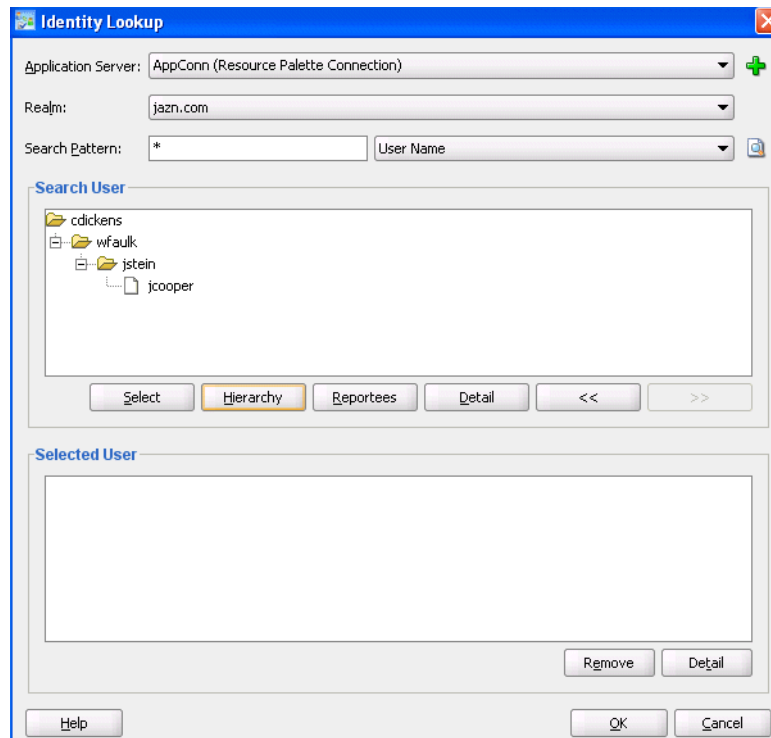 Identity Lookup
Application Server: AppConn (Resource Palette Connection)
Realm: jazn.com
Search Pattern: * User Name
Search User
cdickens
wfaulk
jstein
jcooper
Select Hierarchy Reportees Detail << >>
Selected User
Remove Detail
Help OK Cancel